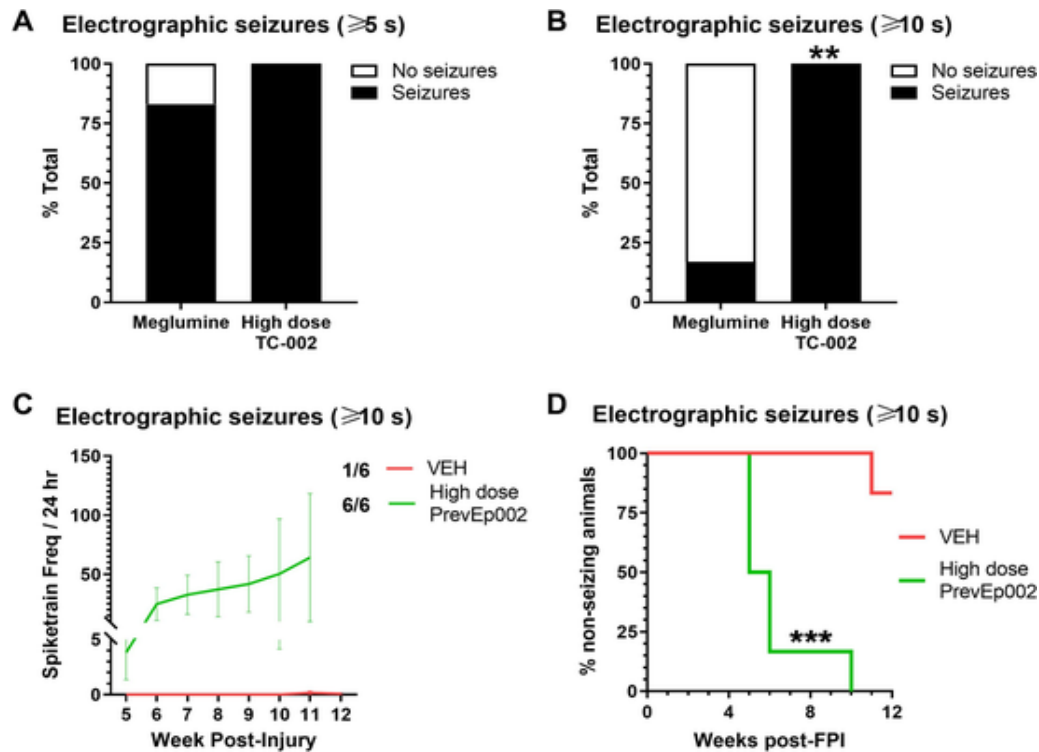 A Electrographic seizures (⩾5 s)
100
75
50
25
0
% Total
Meglumine
High dose
TC-002
No seizures
Seizures
B Electrographic seizures (⩾10 s)
**
100
75
50
25
0
% Total
Meglumine
High dose
TC-002
No seizures
Seizures
C Electrographic seizures (⩾10 s)
150
100
50
5
0
Spiketrain Freq / 24 hr
1/6 VEH
6/6 High dose
PrevEp002
5 6 7 8 9 10 11 12
Week Post-Injury
D Electrographic seizures (⩾10 s)
100
75
50
25
0
% non-seizing animals
***
VEH
High dose
PrevEp002
0 4 8 12
Weeks post-FPI